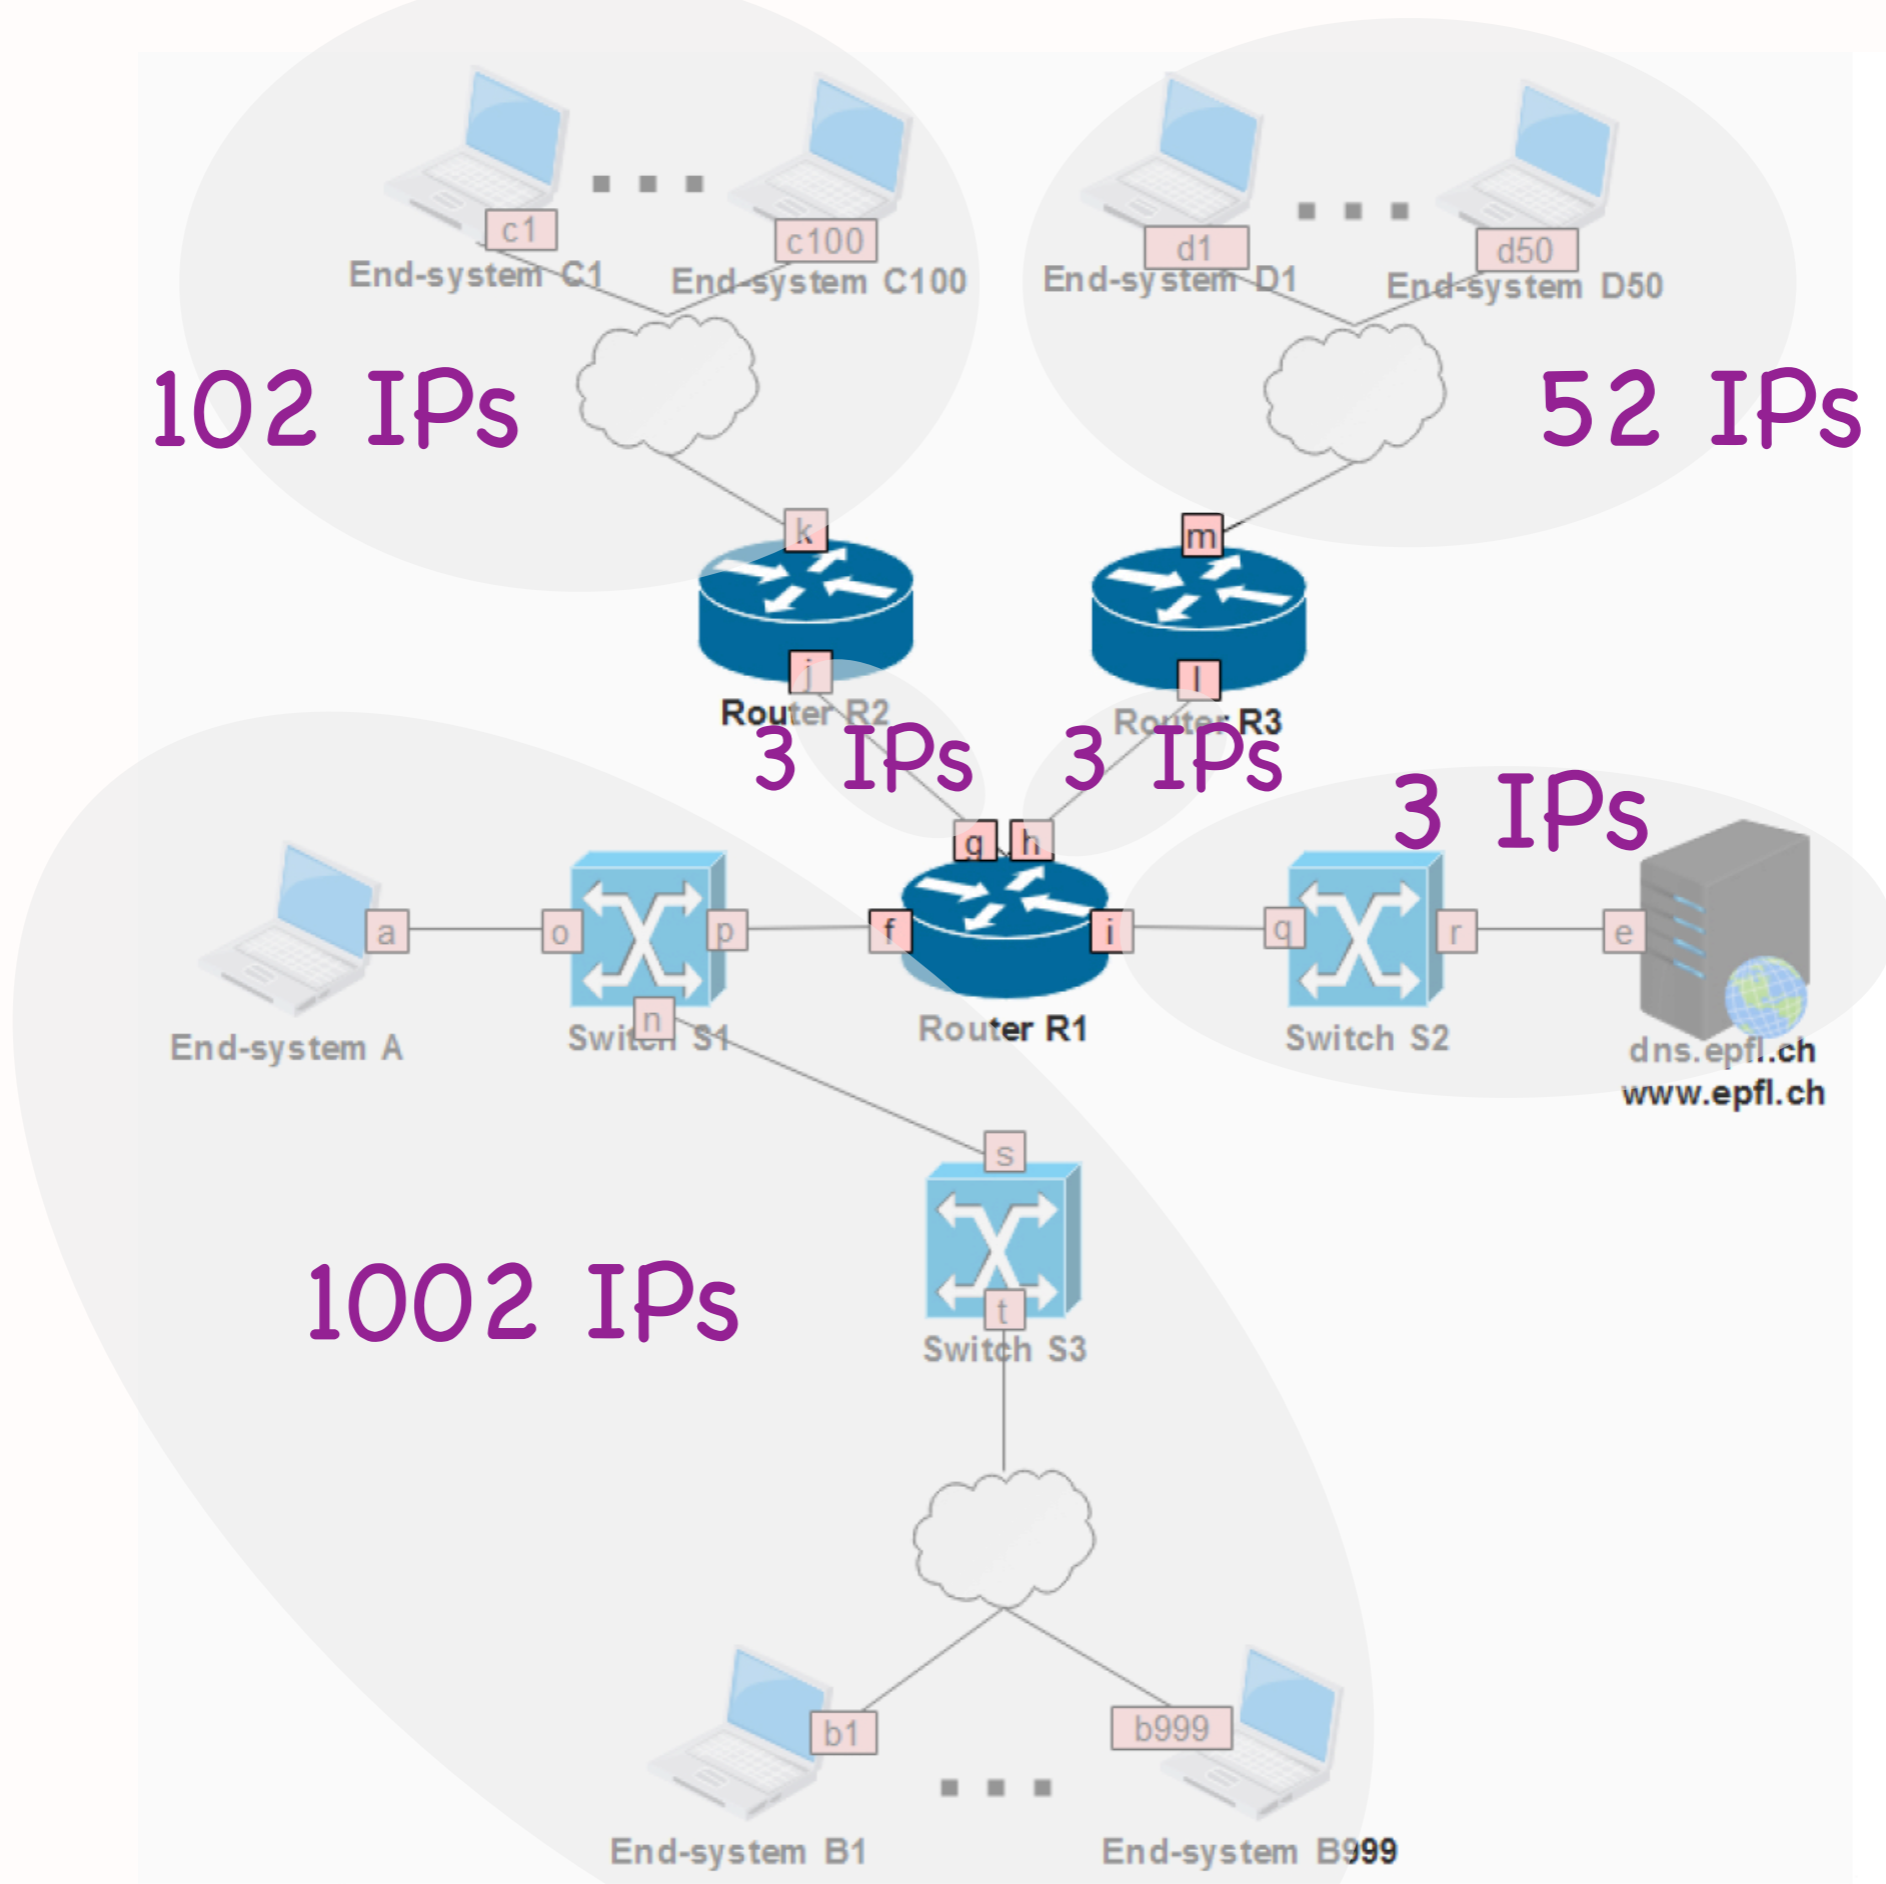 c1
c100
d1
d50
End-system C1
End-system C100
End-system D1
End-system D50
102 IPs
52 IPs
k
m
j
l
Router R2
Router R3
3 IPs
3 IPs
3 IPs
g
h
a
o
p
f
i
q
r
e
n
End-system A
Switch S1
Router R1
Switch S2
dns.epfl.ch
www.epfl.ch
s
1002 IPs
t
Switch S3
b1
b999
End-system B1
End-system B999